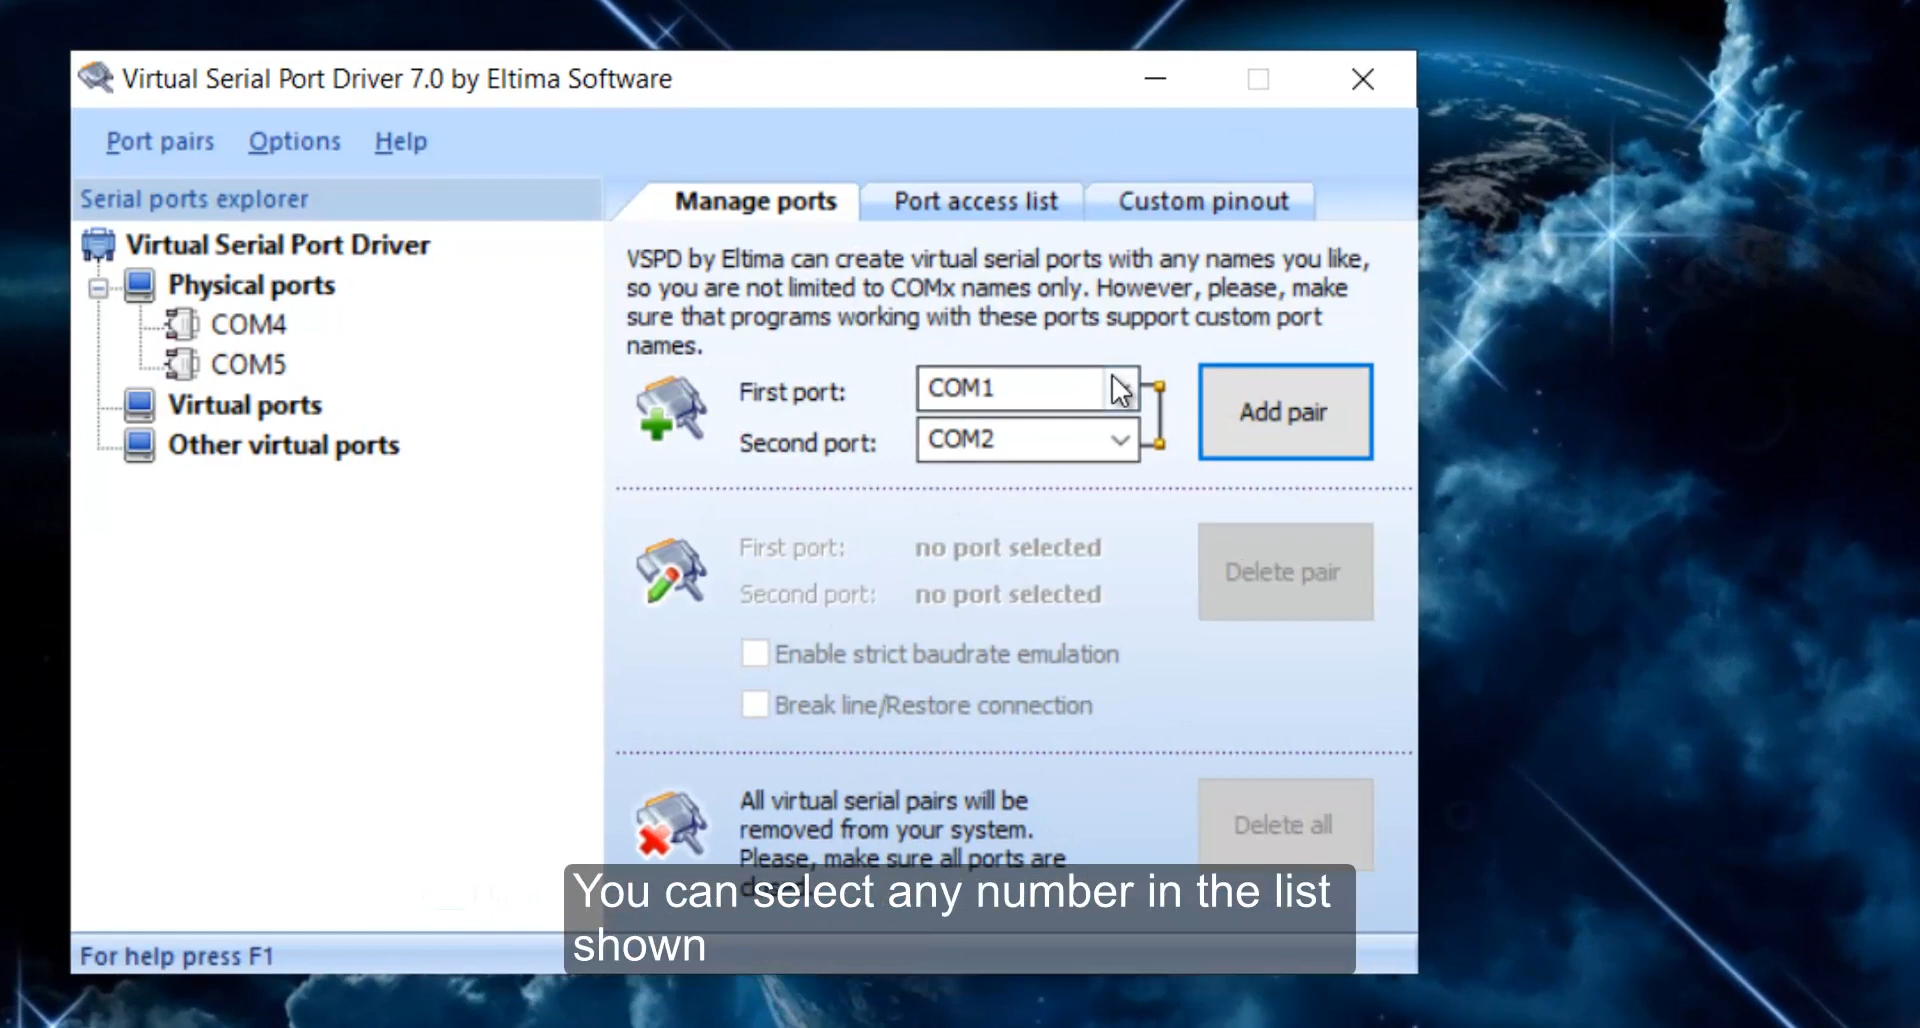 Virtual Serial Port Driver 7.0 by Eltima Software
Port pairs Options Help
Serial ports explorer
Manage ports Port access list Custom pinout
Virtual Serial Port Driver
Physical ports
COM4
COM5
Virtual ports
Other virtual ports
VSPD by Eltima can create virtual serial ports with any names you like,
so you are not limited to COMx names only. However, please, make
sure that programs working with these ports support custom port
names.
First port: COM1
Second port: COM2
Add pair
First port: no port selected
Second port: no port selected
Delete pair
Enable strict baudrate emulation
Break line/Restore connection
All virtual serial pairs will be
removed from your system.
Please, make sure all ports are
Delete all
You can select any number in the list
shown
For help press F1